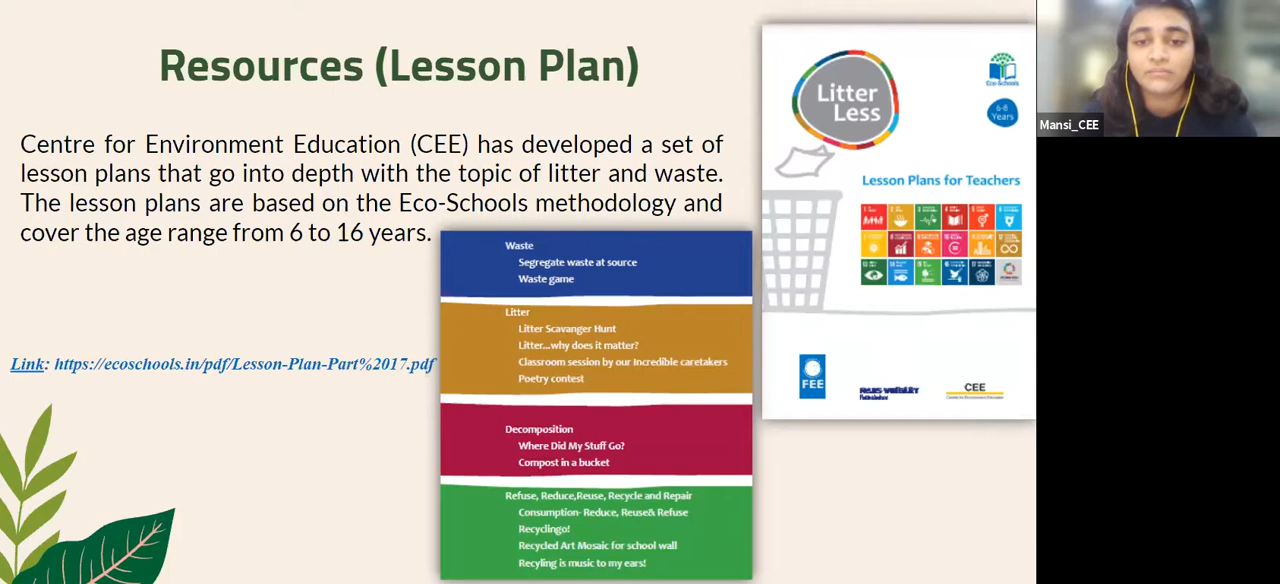 Resources (Lesson Plan)
Centre for Environment Education (CEE) has developed a set of
lesson plans that go into depth with the topic of litter and waste.
The lesson plans are based on the Eco-Schools methodology and
cover the age range from 6 to 16 years.
Link: https://ecoschools.in/pdf/Lesson-Plan-Part%2017.pdf
Waste
Segregate waste at source
Waste game
Litter
Litter Scavanger Hunt
Litter...why does it matter?
Classroom session by our Incredible caretakers
Poetry contest
Decomposition
Where Did My Stuff Go?
Compost in a bucket
Refuse, Reduce,Reuse, Recycle and Repair
Consumption- Reduce, Reuse& Refuse
Recyclingo!
Recycled Art Mosaic for school wall
Recyling is music to my ears!
Litter
Less
Eco-Schools
6-8
Years
Lesson Plans for Teachers
FEE
CEE
Centre for Environment Education
Mansi_CEE